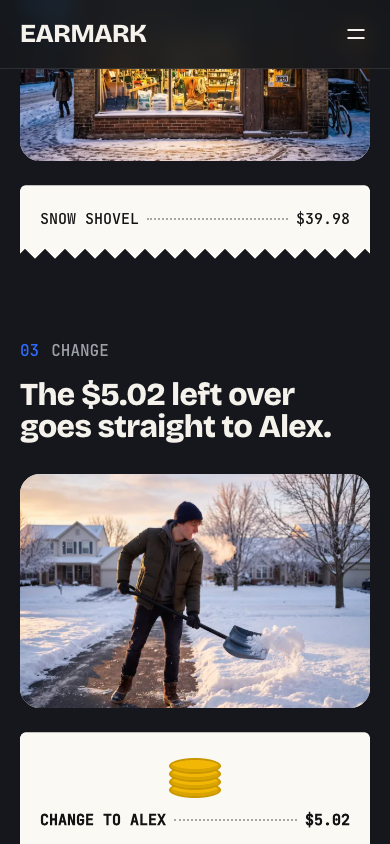 EARMARK
SNOW SHOVEL $39.98
03 CHANGE
The $5.02 left over
goes straight to Alex.
CHANGE TO ALEX $5.02